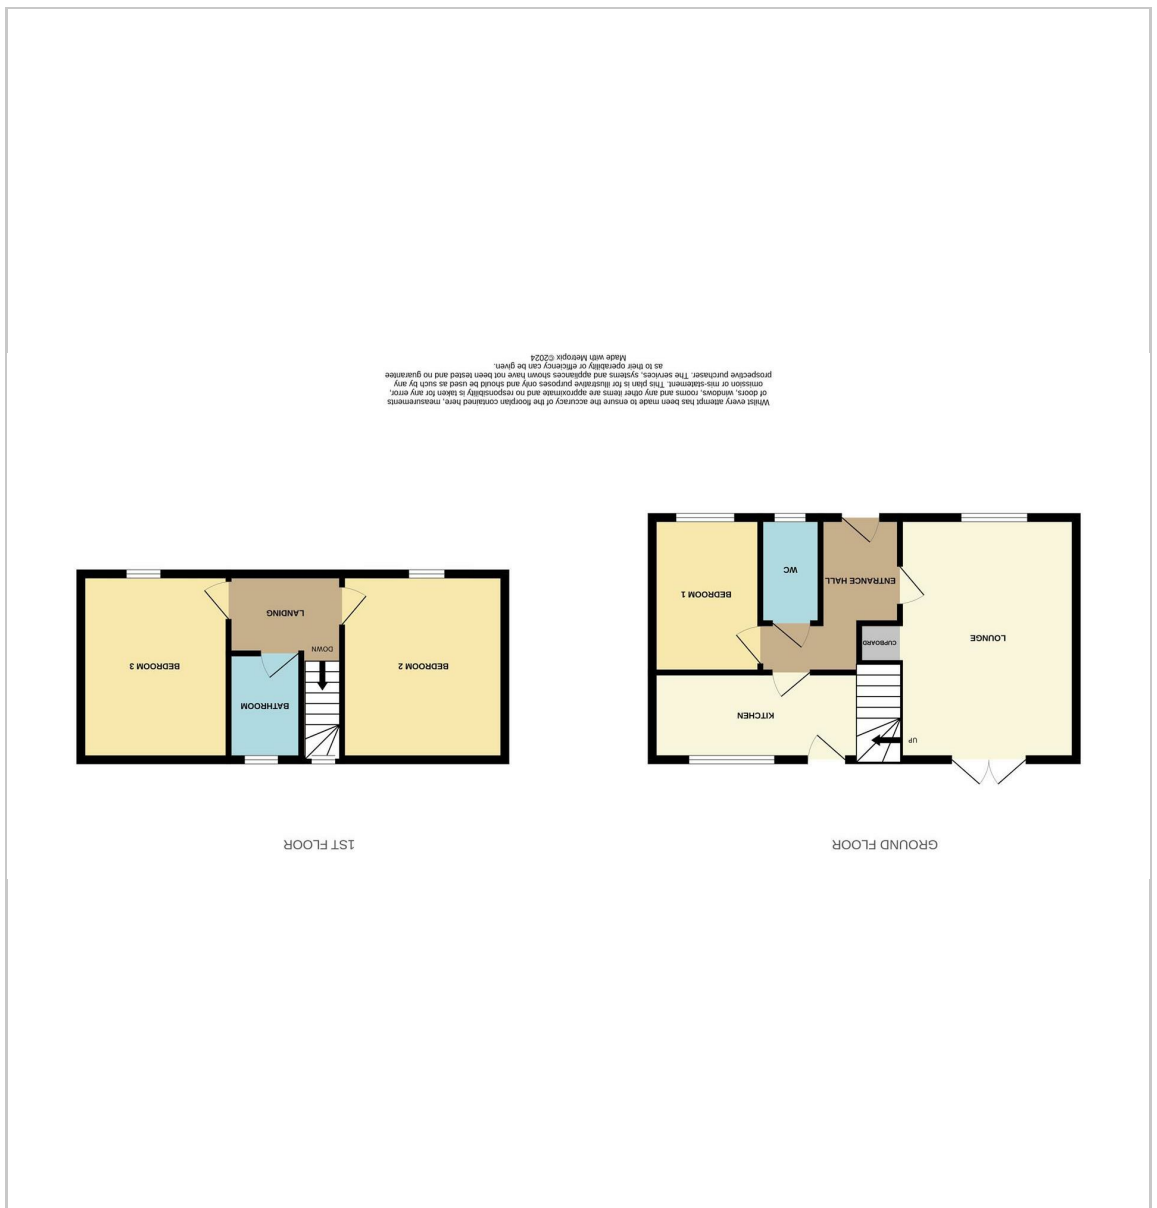 GROUND FLOOR
1ST FLOOR
UP
KITCHEN
LOUNGE
CUPBOARD
BEDROOM 1
ENTRANCE HALL
WC
BATHROOM
BEDROOM 2
BEDROOM 3
DOWN
LANDING
Whilst every attempt has been made to ensure the accuracy of the floorplan contained here, measurements
of doors, windows, rooms and any other items are approximate and no responsibility is taken for any error,
omission or mis-statement. This plan is for illustrative purposes only and should be used as such by any
prospective purchaser. The services, systems and appliances shown have not been tested and no guarantee
as to their operability or efficiency can be given.
Made with Metropix ©2024